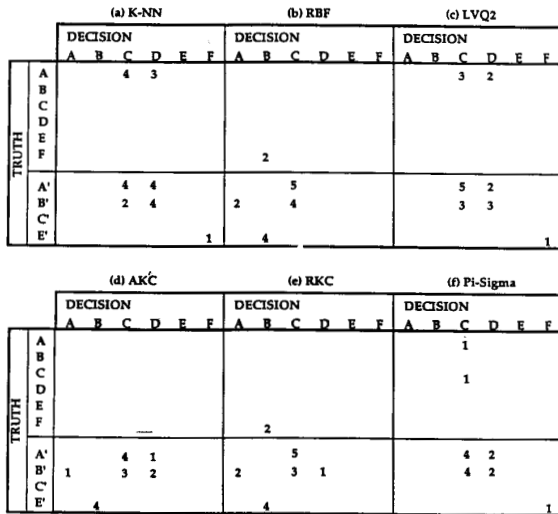 (a) K-NN (b) RBF (c) LVQ2
DECISION DECISION DECISION
A B C D E F A B C D E F A B C D E F
TRUTH
A 4 3 3 2
B
C
D
E
F 2
A' 4 4 5 5 2
B' 2 4 2 4 3 3
C'
E' 1 4 1
(d) AKC (e) RKC (f) Pi-Sigma
DECISION DECISION DECISION
A B C D E F A B C D E F A B C D E F
TRUTH
A 1
B
C 1
D
E
F 2
A' 4 1 5 4 2
B' 1 3 2 2 3 1 4 2
C'
E' 4 4 1